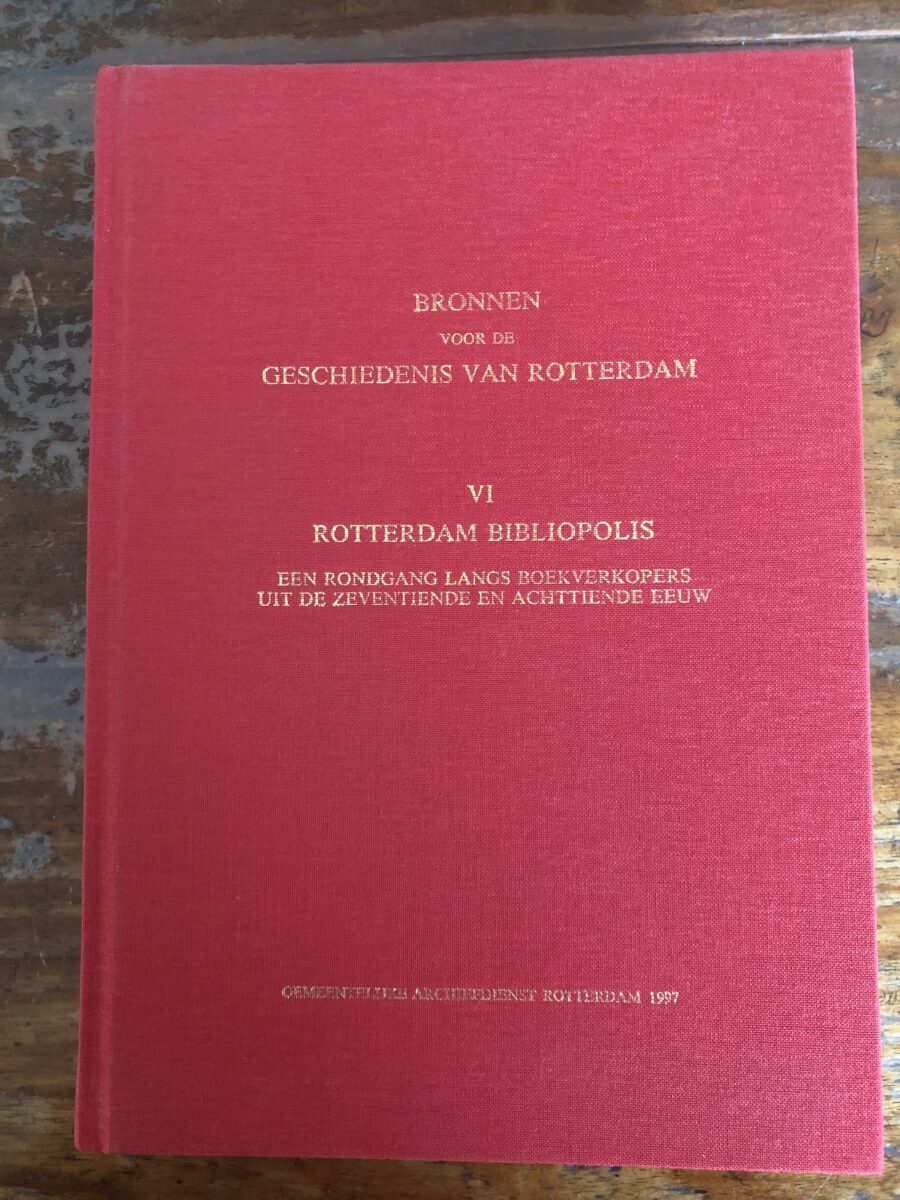 BRONNEN
VOOR DE
GESCHIEDENIS VAN ROTTERDAM
VI
ROTTERDAM BIBLIOPOLIS
EEN RONDGANG LANGS BOEKVERKOPERS
UIT DE ZEVENTIENDE EN ACHTTIENDE EEUW
GEMEENTELIJKE ARCHIEFDIENST ROTTERDAM 1997